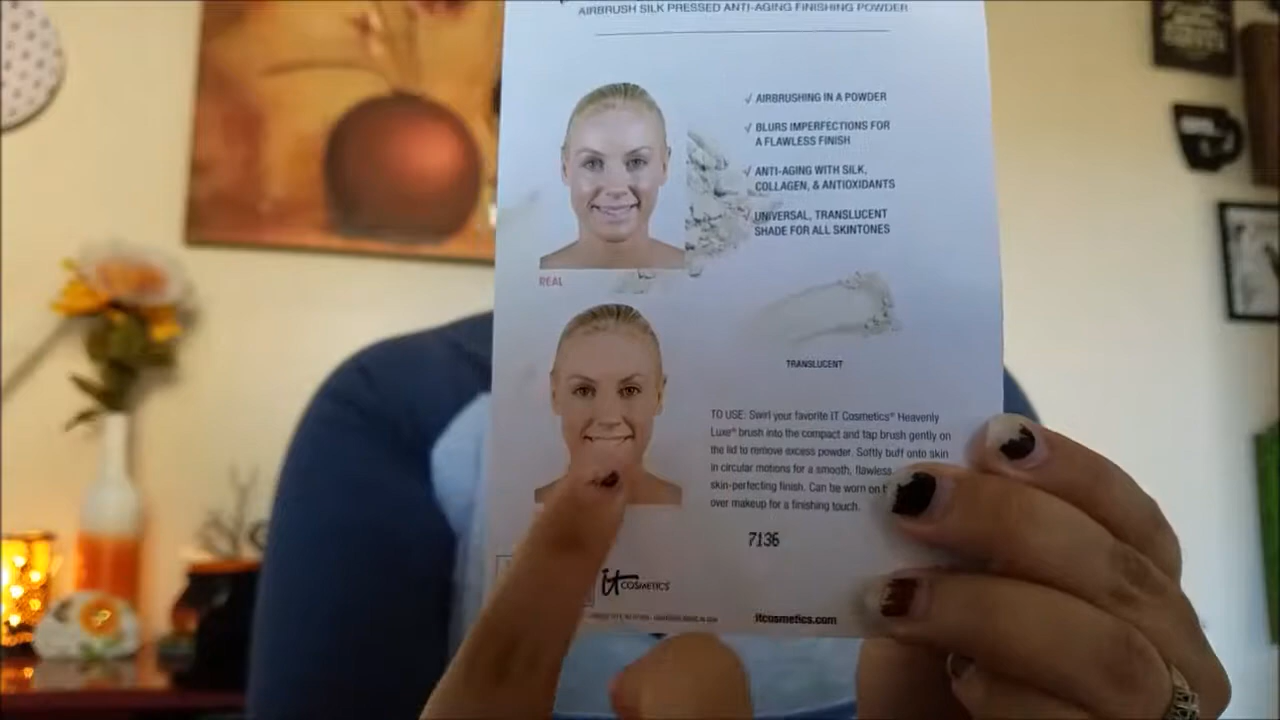 AIRBRUSH SILK PRESSED ANTI-AGING FINISHING POWDER
√ AIRBRUSHING IN A POWDER
√ BLURS IMPERFECTIONS FOR
A FLAWLESS FINISH
√ ANTI-AGING WITH SILK,
COLLAGEN, & ANTIOXIDANTS
√ UNIVERSAL, TRANSLUCENT
SHADE FOR ALL SKINTONES
REAL
TRANSLUCENT
TO USE: Swirl your favorite IT Cosmetics® Heavenly
Luxe® brush into the compact and tap brush gently on
the lid to remove excess powder. Softly buff onto skin
in circular motions for a smooth, flawless,
skin-perfecting finish. Can be worn on
over makeup for a finishing touch.
7136
it COSMETICS®
itcosmetics.com